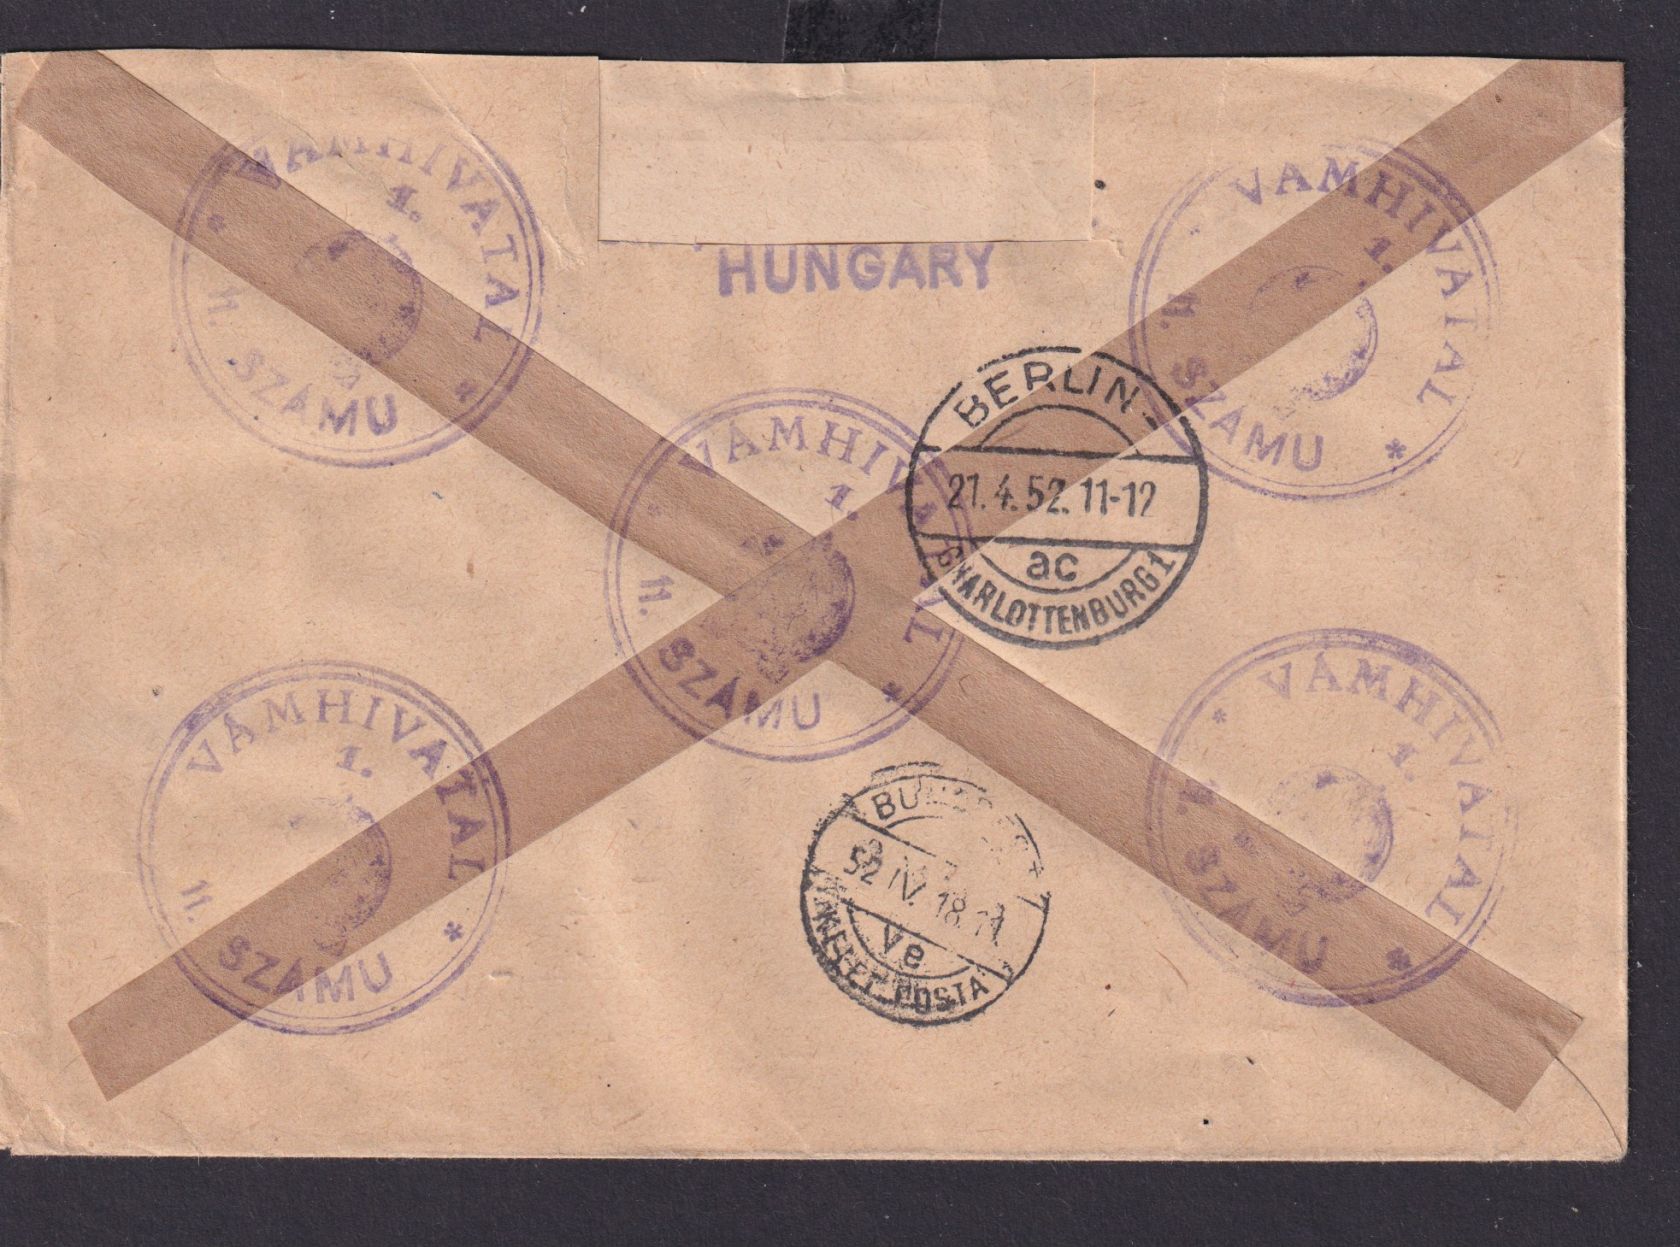 VÁMHIVATAL
1.
11. SZÁMU
HUNGARY
VÁMHIVATAL
1.
11. SZÁMU
BERLIN-
21.4.52.11-12
ac
CHARLOTTENBURG 1
VÁMHIVATAL
1.
11. SZÁMU
VÁMHIVATAL
1.
11. SZÁMU
52 IV. 18.
ve
POSTA
VÁMHIVATAL
1.
SZÁMU